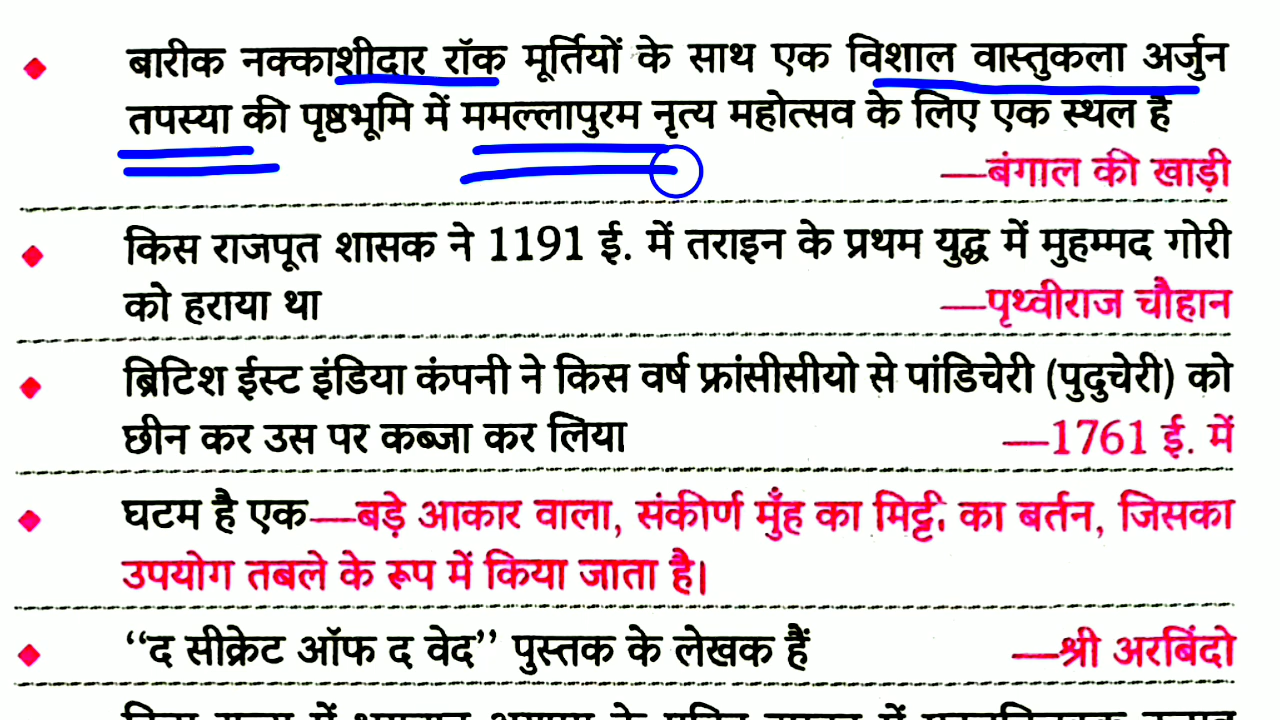 बारीक नक्काशीदार रॉक मूर्तियों के साथ एक विशाल वास्तुकला अर्जुन
तपस्या की पृष्ठभूमि में ममल्लापुरम नृत्य महोत्सव के लिए एक स्थल है
—बंगाल की खाड़ी
किस राजपूत शासक ने 1191 ई. में तराइन के प्रथम युद्ध में मुहम्मद गोरी
को हराया था —पृथ्वीराज चौहान
ब्रिटिश ईस्ट इंडिया कंपनी ने किस वर्ष फ्रांसीसीयो से पांडिचेरी (पुदुचेरी) को
छीन कर उस पर कब्जा कर लिया —1761 ई. में
घटम है एक—बड़े आकार वाला, संकीर्ण मुँह का मिट्टी का बर्तन, जिसका
उपयोग तबले के रूप में किया जाता है।
“द सीक्रेट ऑफ द वेद” पुस्तक के लेखक हैं —श्री अरबिंदो